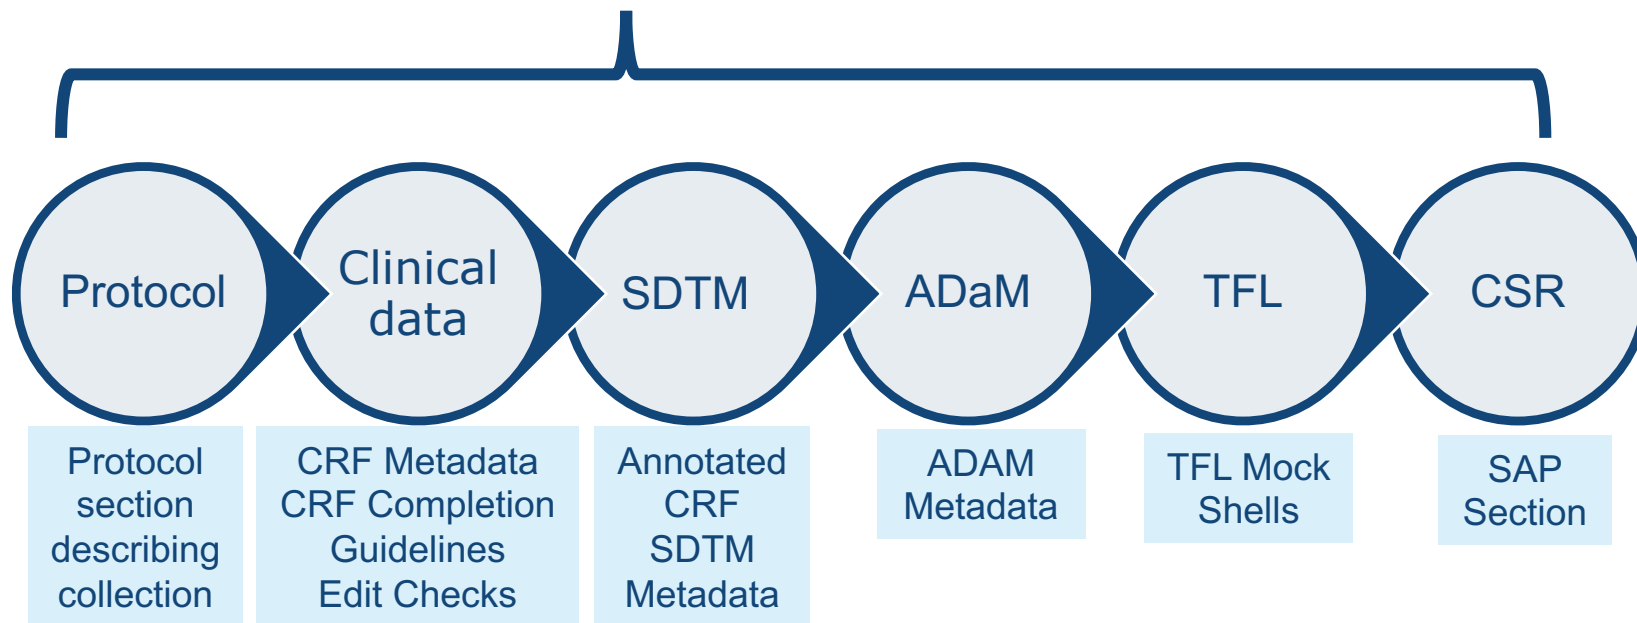 Protocol
Clinical
data
SDTM
ADaM
TFL
CSR
Protocol
section
describing
collection
CRF Metadata
CRF Completion
Guidelines
Edit Checks
Annotated
CRF
SDTM
Metadata
ADAM
Metadata
TFL Mock
Shells
SAP
Section